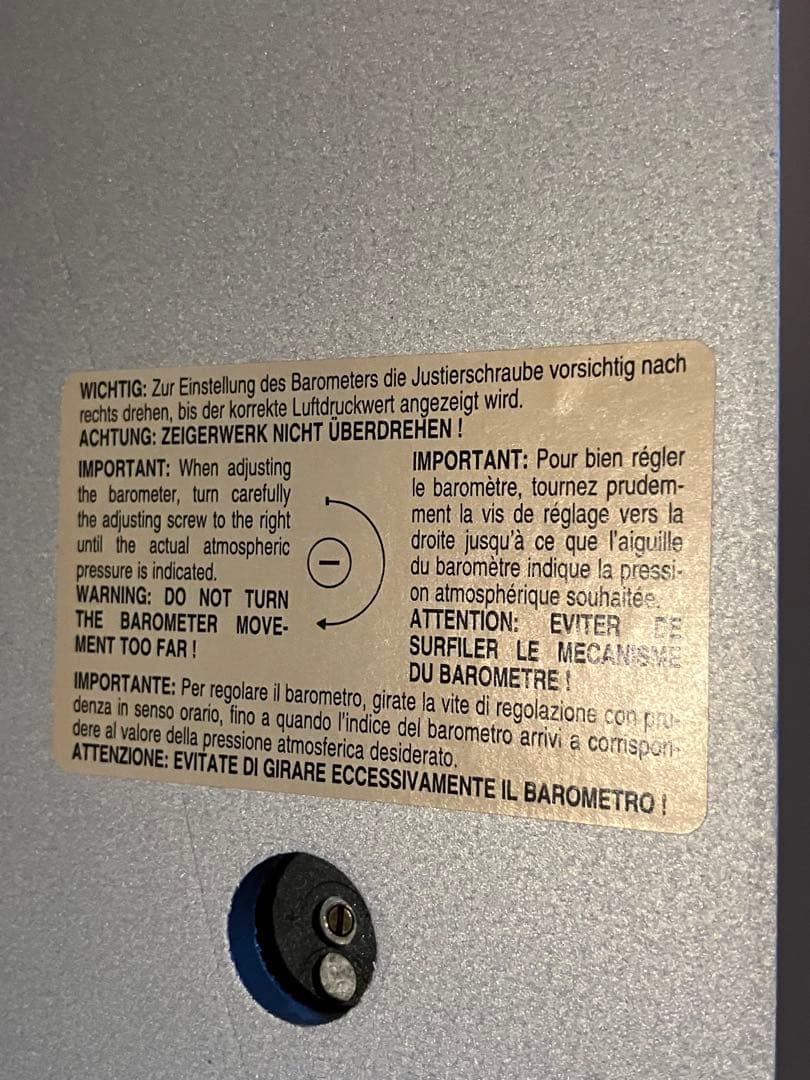 WICHTIG: Zur Einstellung des Barometers die Justierschraube vorsichtig nach
rechts drehen, bis der korrekte Luftdruckwert angezeigt wird.
ACHTUNG: ZEIGERWERK NICHT ÜBERDREHEN !
IMPORTANT: When adjusting
the barometer, turn carefully
the adjusting screw to the right
until the actual atmospheric
pressure is indicated.
WARNING: DO NOT TURN
THE BAROMETER MOVE-
MENT TOO FAR !
IMPORTANT: Pour bien régler
le baromètre, tournez prudem-
ment la vis de réglage vers la
droite jusqu'à ce que l'aiguille
du baromètre indique la pressi-
on atmosphérique souhaitée.
ATTENTION: EVITER DE
SURFILER LE MECANISME
DU BAROMETRE !
IMPORTANTE: Per regolare il barometro, girate la vite di regolazione con pru-
denza in senso orario, fino a quando l'indice del barometro arrivi a corrispon-
dere al valore della pressione atmosferica desiderato.
ATTENZIONE: EVITATE DI GIRARE ECCESSIVAMENTE IL BAROMETRO !